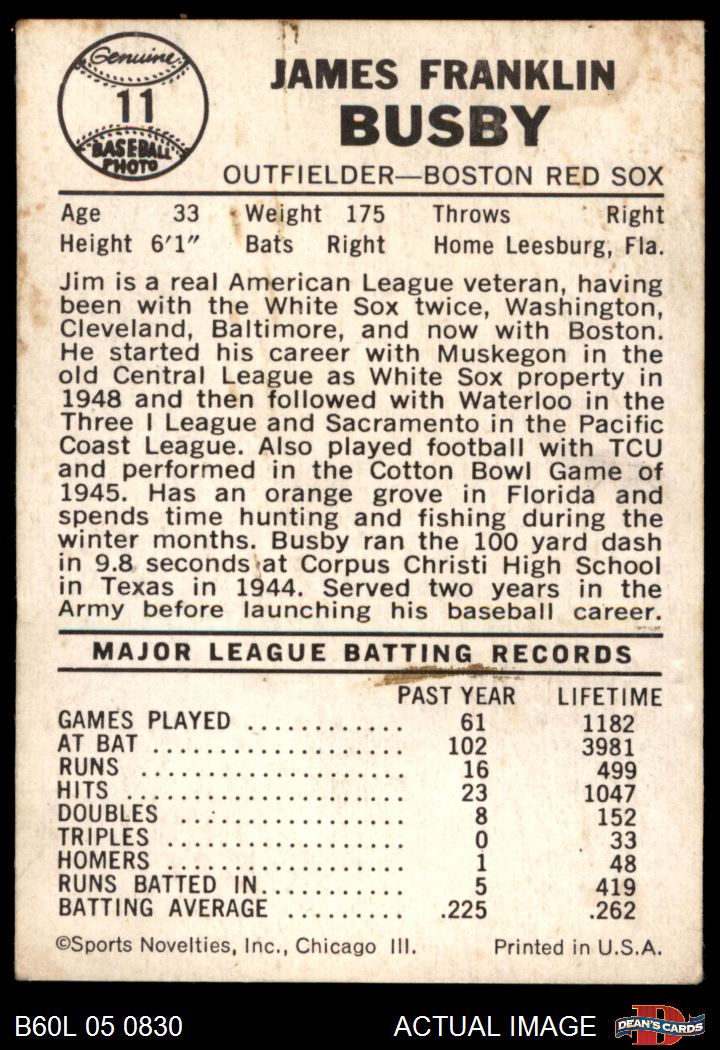 Genuine
11
BASEBALL
PHOTO
JAMES FRANKLIN
BUSBY
OUTFIELDER—BOSTON RED SOX
Age 33 Weight 175 Throws Right
Height 6'1" Bats Right Home Leesburg, Fla.
Jim is a real American League veteran, having
been with the White Sox twice, Washington,
Cleveland, Baltimore, and now with Boston.
He started his career with Muskegon in the
old Central League as White Sox property in
1948 and then followed with Waterloo in the
Three I League and Sacramento in the Pacific
Coast League. Also played football with TCU
and performed in the Cotton Bowl Game of
1945. Has an orange grove in Florida and
spends time hunting and fishing during the
winter months. Busby ran the 100 yard dash
in 9.8 seconds at Corpus Christi High School
in Texas in 1944. Served two years in the
Army before launching his baseball career.
MAJOR LEAGUE BATTING RECORDS
PAST YEAR LIFETIME
GAMES PLAYED ............ 61 1182
AT BAT ................... 102 3981
RUNS .................... 16 499
HITS ..................... 23 1047
DOUBLES ................ 8 152
TRIPLES ................. 0 33
HOMERS ................. 1 48
RUNS BATTED IN........... 5 419
BATTING AVERAGE ......... .225 .262
©Sports Novelties, Inc., Chicago Ill. Printed in U.S.A.
B60L 05 0830 ACTUAL IMAGE DEAN'S CARDS